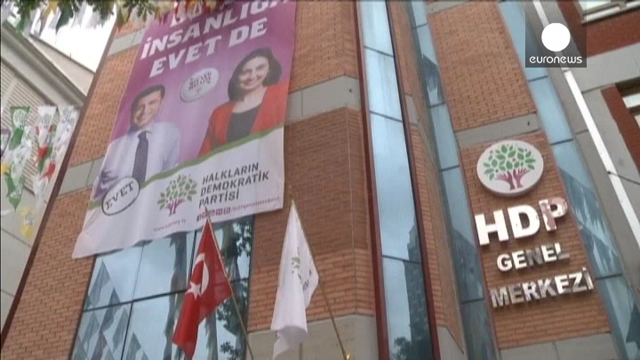 İNSANLIĞA
EVET DE
EVET
HALKLARIN
DEMOKRATİK
PARTİSİ
HDP
GENEL
MERKEZİ
euronews